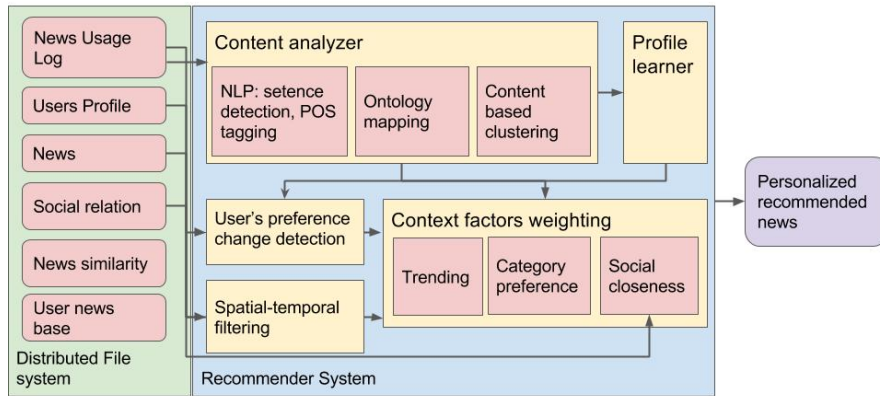 News Usage
Log
Users Profile
News
Social relation
News similarity
User news
base
Distributed File
system
Content analyzer
NLP: setence
detection, POS
tagging
Ontology
mapping
Content
based
clustering
Profile
learner
User's preference
change detection
Context factors weighting
Trending
Category
preference
Social
closeness
Spatial-temporal
filtering
Recommender System
Personalized
recommended
news